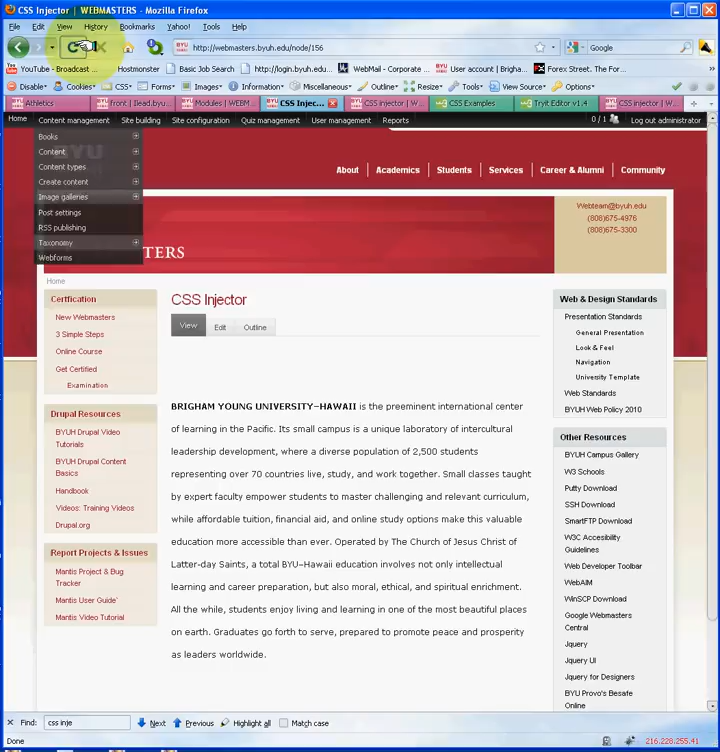 CSS Injector | WEBMASTERS - Mozilla Firefox
File Edit View History Bookmarks Yahoo! Tools Help
http://webmasters.byuh.edu/node/156
Google
YouTube - Broadcast ... Hostmonster Basic Job Search http://login.byuh.edu... WebMail - Corporate ... User account | Brigha... Forex Street. The For...
Disable Cookies CSS Forms Images Information Miscellaneous Outline Resize Tools View Source Options
Athletics front | Dead.byu... Modules | WEBM... CSS Injec... CSS injector | W... CSS Examples Tryit Editor v1.4 CSS injector | W...
Home Content management Site building Site configuration Quiz management User management Reports 0 / 1 Log out administrator
Books
Content
Content types
Create content
Image galleries
Post settings
RSS publishing
Taxonomy
Webforms
BYU
About Academics Students Services Career & Alumni Community
TERS
Webteam@byuh.edu
(808)675-4976
(808)675-3300
Home
Certfication
New Webmasters
3 Simple Steps
Online Course
Get Certified
Examination
Drupal Resources
BYUH Drupal Video
Tutorials
BYUH Drupal Content
Basics
Handbook
Videos: Training Videos
Drupal.org
Report Projects & Issues
Mantis Project & Bug
Tracker
Mantis User Guide'
Mantis Video Tutorial
CSS Injector
View Edit Outline
BRIGHAM YOUNG UNIVERSITY–HAWAII is the preeminent international center
of learning in the Pacific. Its small campus is a unique laboratory of intercultural
leadership development, where a diverse population of 2,500 students
representing over 70 countries live, study, and work together. Small classes taught
by expert faculty empower students to master challenging and relevant curriculum,
while affordable tuition, financial aid, and online study options make this valuable
education more accessible than ever. Operated by The Church of Jesus Christ of
Latter-day Saints, a total BYU–Hawaii education involves not only intellectual
learning and career preparation, but also moral, ethical, and spiritual enrichment.
All the while, students enjoy living and learning in one of the most beautiful places
on earth. Graduates go forth to serve, prepared to promote peace and prosperity
as leaders worldwide.
Web & Design Standards
Presentation Standards
General Presentation
Look & Feel
Navigation
University Template
Web Standards
BYUH Web Policy 2010
Other Resources
BYUH Campus Gallery
W3 Schools
Putty Download
SSH Download
SmartFTP Download
W3C Accesibility
Guidelines
Web Developer Toolbar
WebAIM
WinSCP Download
Google Webmasters
Central
Jquery
Jquery UI
Jquery for Designers
BYU Provo's Besafe
Online
Find: css inje Next Previous Highlight all Match case
Done 216.228.255.41